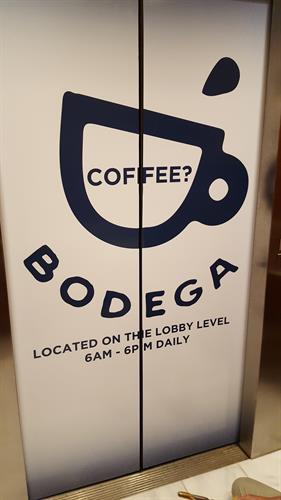 COFFEE?
BODEGA
LOCATED ON THE LOBBY LEVEL
6AM - 6PM DAILY